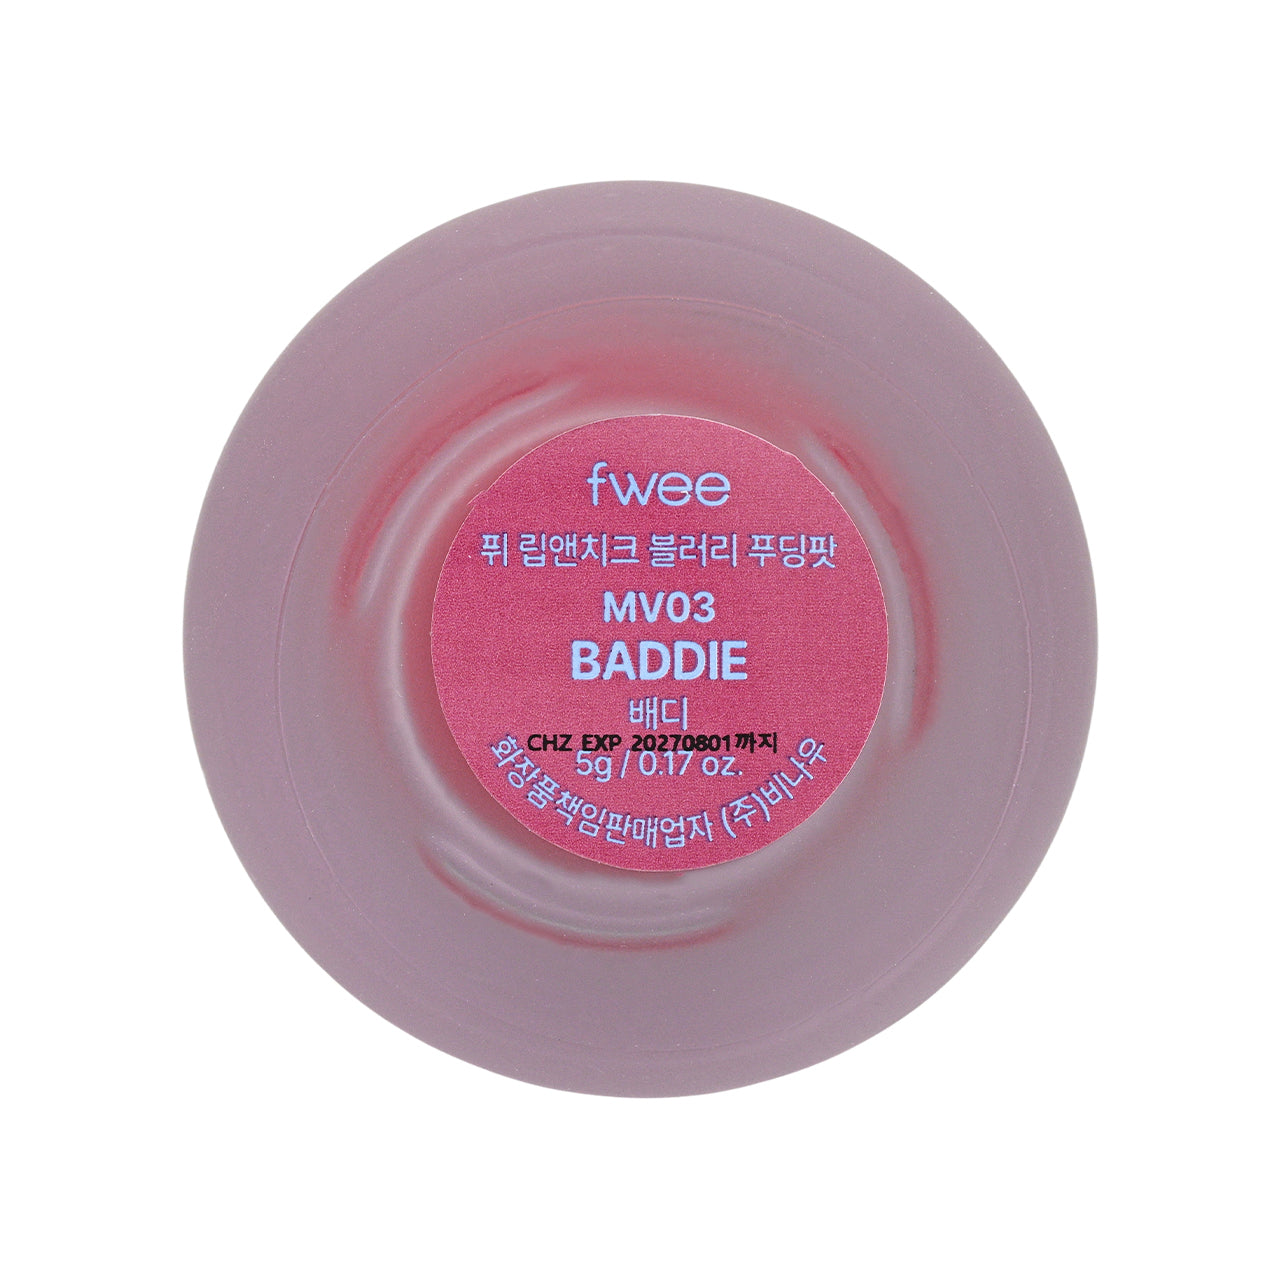 fwee
퓌 립앤치크 블러리 푸딩팟
MV03
BADDIE
배디
CHZ EXP 20270801까지
5g / 0.17 oz.
화장품책임판매업자 (주)비나우